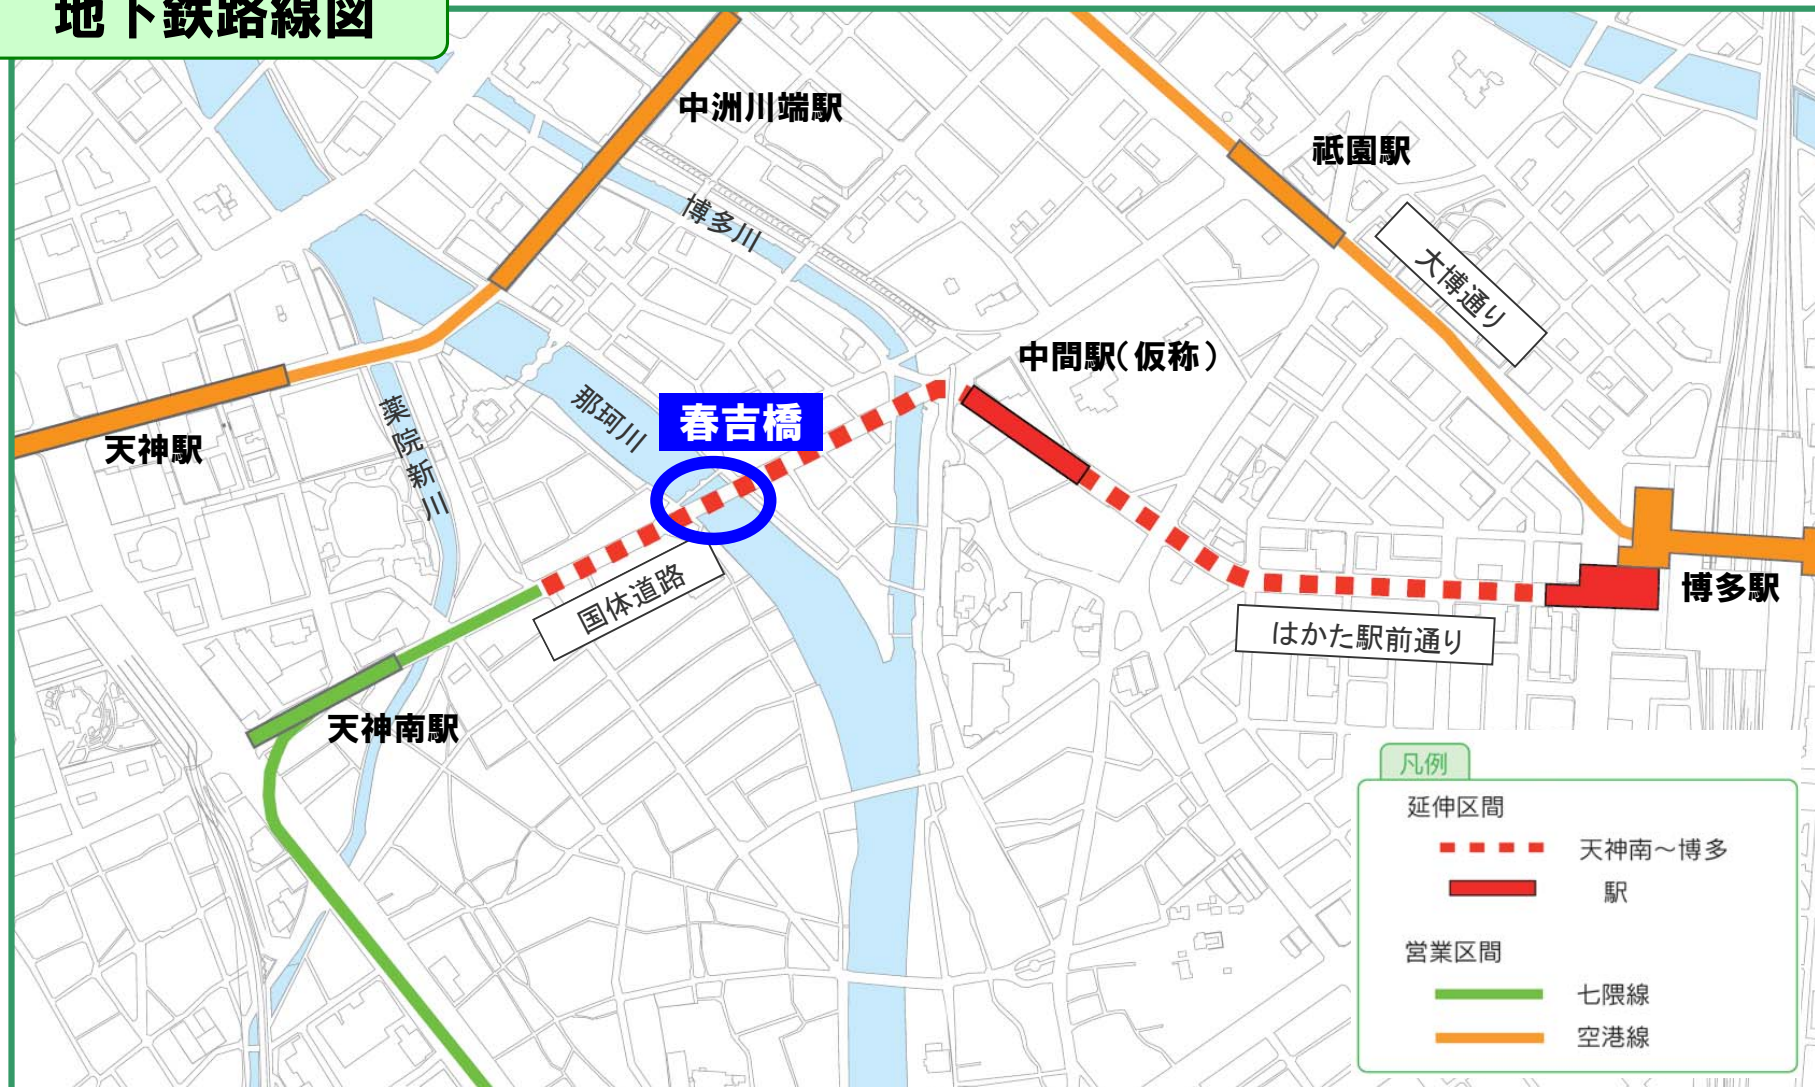 地下鉄路線図
中洲川端駅
祇園駅
博多川
大博通り
中間駅(仮称)
那珂川
春吉橋
薬院新川
天神駅
国体道路
博多駅
はかた駅前通り
天神南駅
凡例
延伸区間
天神南～博多
駅
営業区間
七隈線
空港線